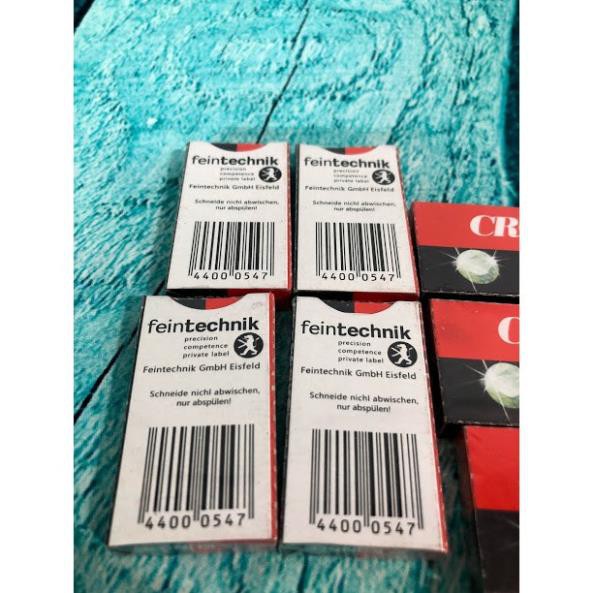 feintechnik
precision
competence
private label
Feintechnik GmbH Eisfeld
Schneide nicht abwischen,
nur abspülen!
4400 0547
feintechnik
precision
competence
private label
Feintechnik GmbH Eisfeld
Schneide nicht abwischen,
nur abspülen!
4400 0547
CR
feintechnik
precision
competence
private label
Feintechnik GmbH Eisfeld
Schneide nicht abwischen,
nur abspülen!
4400 0547
feintechnik
precision
competence
private label
Feintechnik GmbH Eisfeld
Schneide nicht abwischen,
nur abspülen!
4400 0547
C